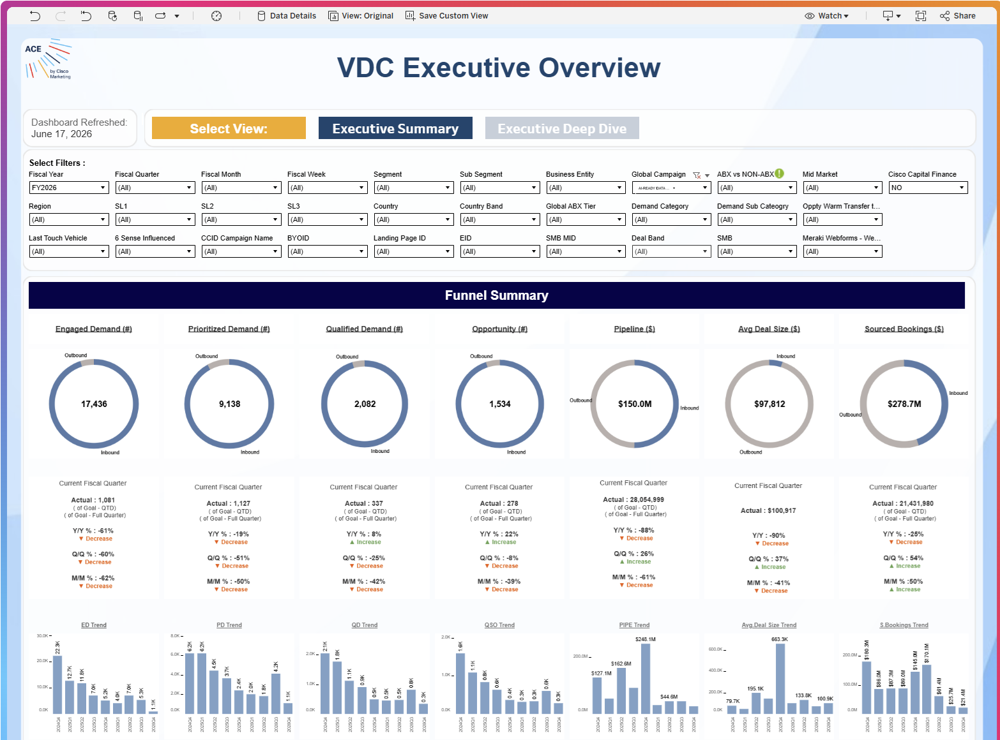 Data Details
View: Original
Save Custom View
Watch
Share
ACE
by Cisco
Marketing
VDC Executive Overview
Dashboard Refreshed:
June 17, 2026
Select View:
Executive Summary
Executive Deep Dive
Select Filters :
Fiscal Year Fiscal Quarter Fiscal Month Fiscal Week Segment Sub Segment Business Entity Global Campaign ABX vs NON-ABX Mid Market Cisco Capital Finance
FY2026 (All) (All) (All) (All) (All) (All) AI-READY DATA ... (All) (All) NO
Region SL1 SL2 SL3 Country Country Band Global ABX Tier Demand Category Demand Sub Cateogry Oppty Warm Transfer t...
(All) (All) (All) (All) (All) (All) (All) (All) (All) (All)
Last Touch Vehicle 6 Sense Influenced CCID Campaign Name BYOID Landing Page ID EID SMB MID Deal Band SMB Meraki Webforms - We...
(All) (All) (All) (All) (All) (All) (All) (All) (All) (All)
Funnel Summary
Engaged Demand (#) Prioritized Demand (#) Qualified Demand (#) Opportunity (#) Pipeline ($) Avg Deal Size ($) Sourced Bookings ($)
Outbound
17,436
Inbound
Outbound
9,138
Inbound
Outbound
2,082
Inbound
Outbound
1,534
Inbound
Outbound
$150.0M
Inbound
Inbound
$97,812
Outbound
Inbound
$278.7M
Outbound
Current Fiscal Quarter
Actual : 1,081
( of Goal - QTD)
( of Goal - Full Quarter)
Y/Y % : -61%
▼ Decrease
Q/Q % : -60%
▼ Decrease
M/M % : -62%
▼ Decrease
Current Fiscal Quarter
Actual : 1,127
( of Goal - QTD)
( of Goal - Full Quarter)
Y/Y % : -19%
▼ Decrease
Q/Q % : -51%
▼ Decrease
M/M % : -50%
▼ Decrease
Current Fiscal Quarter
Actual : 337
( of Goal - QTD)
( of Goal - Full Quarter)
Y/Y % : 8%
▲ Increase
Q/Q % : -25%
▼ Decrease
M/M % : -42%
▼ Decrease
Current Fiscal Quarter
Actual : 278
( of Goal - QTD)
( of Goal - Full Quarter)
Y/Y % : 22%
▲ Increase
Q/Q % : -8%
▼ Decrease
M/M % : -39%
▼ Decrease
Current Fiscal Quarter
Actual : 28,054,999
( of Goal - QTD)
( of Goal - Full Quarter)
Y/Y % : -88%
▼ Decrease
Q/Q % : 26%
▲ Increase
M/M % : -61%
▼ Decrease
Current Fiscal Quarter
Actual : $100,917
Y/Y : -90%
▼ Decrease
Q/Q % : 37%
▲ Increase
M/M % : -41%
▼ Decrease
Current Fiscal Quarter
Actual : 21,431,980
( of Goal - QTD)
( of Goal - Full Quarter)
Y/Y % : -25%
▼ Decrease
Q/Q % : 54%
▲ Increase
M/M % :50%
▲ Increase
ED Trend
30.0K
20.0K
10.0K
0.0K
22.3K 12.7K 11.8K 7.0K 5.2K 4.0K 7.0K 5.3K 1.1K
2024Q4 2025Q1 2025Q2 2025Q3 2025Q4 2026Q1 2026Q2 2026Q3 2026Q4
PD Trend
8.0K
6.0K
4.0K
2.0K
0.0K
6.2K 6.2K 4.5K 3.7K 2.4K 2.0K 1.8K 4.2K 1.1K
2024Q4 2025Q1 2025Q2 2025Q3 2025Q4 2026Q1 2026Q2 2026Q3 2026Q4
QD Trend
2.0K
1.0K
0.0K
2.1K 1.8K 1.1K 0.9K 0.5K 0.5K 0.5K 0.8K 0.3K
2024Q4 2025Q1 2025Q2 2025Q3 2025Q4 2026Q1 2026Q2 2026Q3 2026Q4
QSO Trend
2.0K
1.0K
0.0K
1.6K 1.1K 0.8K 0.6K 0.4K 0.3K 0.3K 0.6K 0.3K
2024Q4 2025Q1 2025Q2 2025Q3 2025Q4 2026Q1 2026Q2 2026Q3 2026Q4
PIPE Trend
200.0M
0.0M
$127.1M $162.6M $248.1M $44.6M
2024Q4 2025Q1 2025Q2 2025Q3 2025Q4 2026Q1 2026Q2 2026Q3 2026Q4
Avg.Deal Size Trend
600.0K
400.0K
200.0K
0.0K
79.7K 195.1K 663.3K 133.8K 100.9K
2024Q4 2025Q1 2025Q2 2025Q3 2025Q4 2026Q1 2026Q2 2026Q3 2026Q4
S.Bookings Trend
200.0M
100.0M
0.0M
$180.3M $86.0M $87.3M $89.0M $145.0M $170.1M $61.4M $25.7M $21.4M
2024Q4 2025Q1 2025Q2 2025Q3 2025Q4 2026Q1 2026Q2 2026Q3 2026Q4